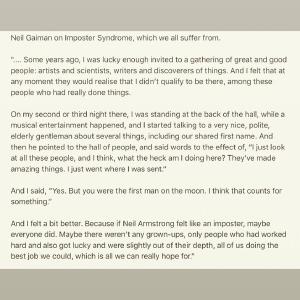 Neil Gaiman on Imposter Syndrome, which we all suffer from.
".... Some years ago, I was lucky enough invited to a gathering of great and good
people: artists and scientists, writers and discoverers of things. And I felt that at
any moment they would realise that I didn't qualify to be there, among these
people who had really done things.
On my second or third night there, I was standing at the back of the hall, while a
musical entertainment happened, and I started talking to a very nice, polite,
elderly gentleman about several things, including our shared first name. And
then he pointed to the hall of people, and said words to the effect of, "I just look
at all these people, and I think, what the heck am I doing here? They've made
amazing things. I just went where I was sent."
And I said, "Yes. But you were the first man on the moon. I think that counts for
something."
And I felt a bit better. Because if Neil Armstrong felt like an imposter, maybe
everyone did. Maybe there weren't any grown-ups, only people who had worked
hard and also got lucky and were slightly out of their depth, all of us doing the
best job we could, which is all we can really hope for."